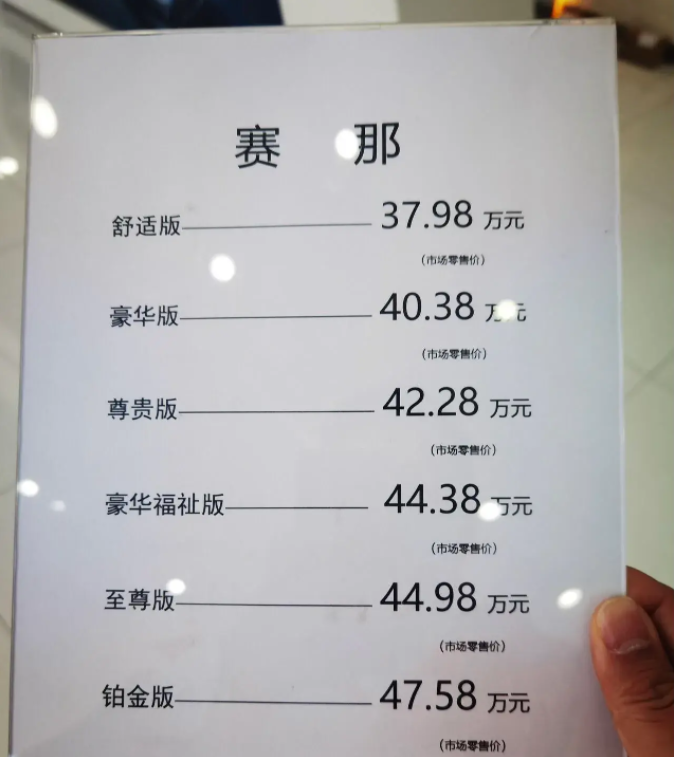 赛 那
舒适版 37.98 万元
(市场零售价)
豪华版 40.38 万元
(市场零售价)
尊贵版 42.28 万元
(市场零售价)
豪华福祉版 44.38 万元
(市场零售价)
至尊版 44.98 万元
(市场零售价)
铂金版 47.58 万元
(市场零售价)